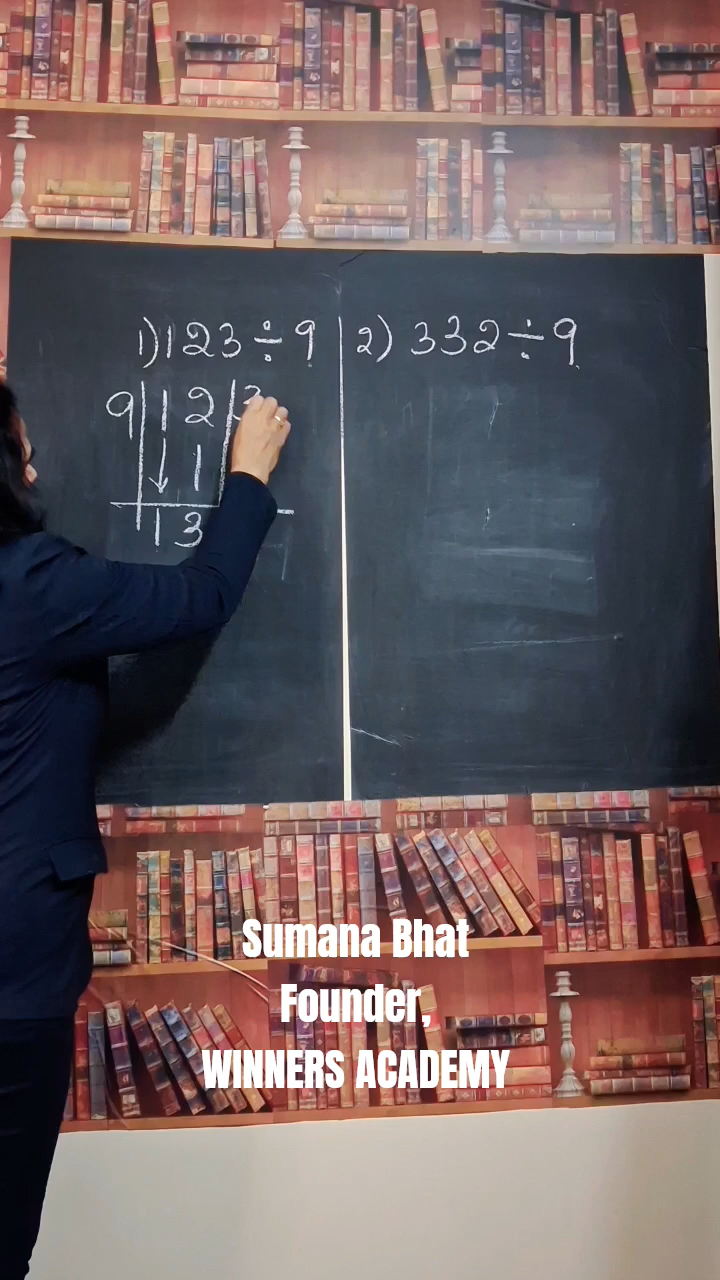 1) 123 ÷ 9
2) 332 ÷ 9
9 | 1 2 | 3
↓ 1
1 3
Sumana Bhat
Founder,
WINNERS ACADEMY